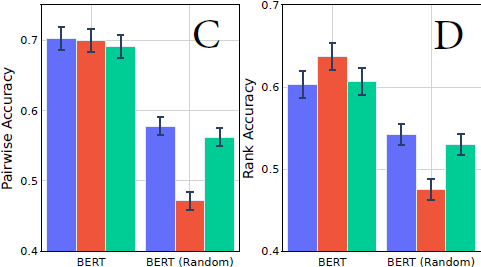 C
Pairwise Accuracy
0.7
0.6
0.5
0.4
BERT
BERT (Random)
D
Rank Accuracy
0.7
0.6
0.5
0.4
BERT
BERT (Random)